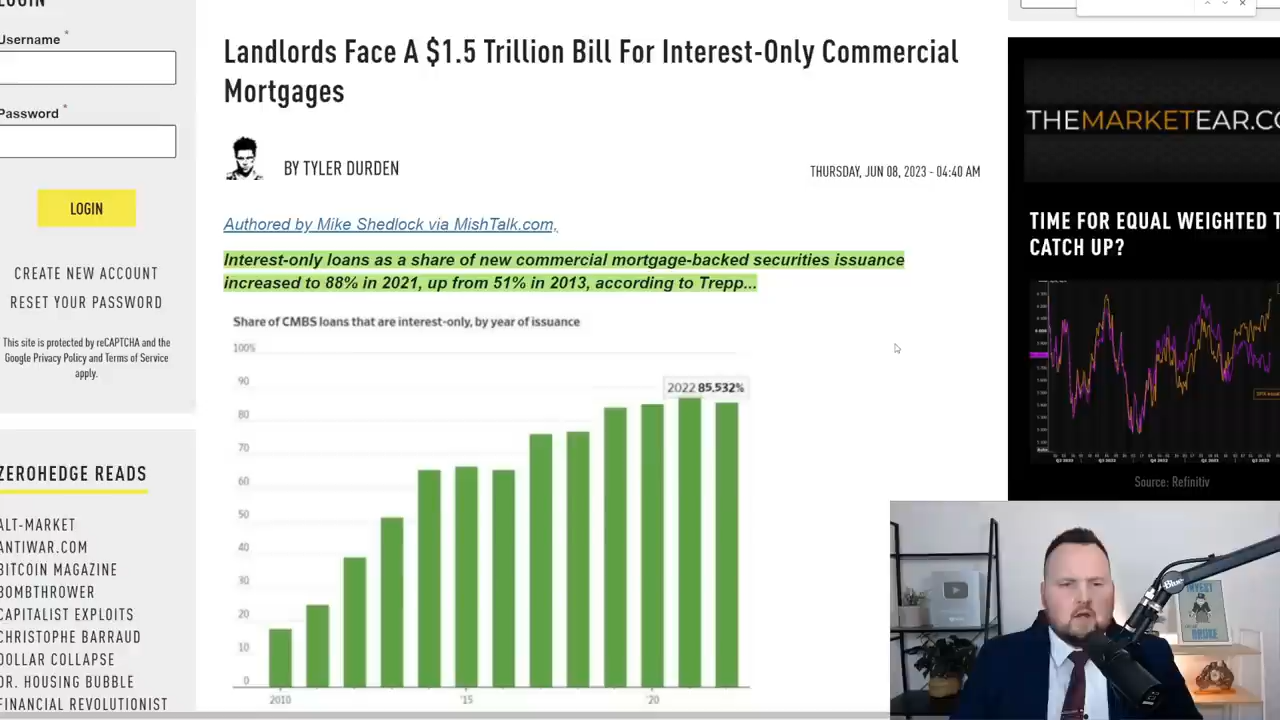 LOGIN
Username *
Password *
LOGIN
CREATE NEW ACCOUNT
RESET YOUR PASSWORD
This site is protected by reCAPTCHA and the
Google Privacy Policy and Terms of Service
apply.
ZEROHEDGE READS
ALT-MARKET
ANTIWAR.COM
BITCOIN MAGAZINE
BOMBTHROWER
CAPITALIST EXPLOITS
CHRISTOPHE BARRAUD
DOLLAR COLLAPSE
DR. HOUSING BUBBLE
FINANCIAL REVOLUTIONIST
Landlords Face A $1.5 Trillion Bill For Interest-Only Commercial
Mortgages
BY TYLER DURDEN
THURSDAY, JUN 08, 2023 - 04:40 AM
Authored by Mike Shedlock via MishTalk.com,
Interest-only loans as a share of new commercial mortgage-backed securities issuance
increased to 88% in 2021, up from 51% in 2013, according to Trepp...
Share of CMBS loans that are interest-only, by year of issuance
100%
90
80
70
60
50
40
30
20
10
0
2022 85,532%
2010
'15
'20
THEMARKETEAR.CO
TIME FOR EQUAL WEIGHTED T
CATCH UP?
Source: Refinitiv
Blue
INVEST
BROKE